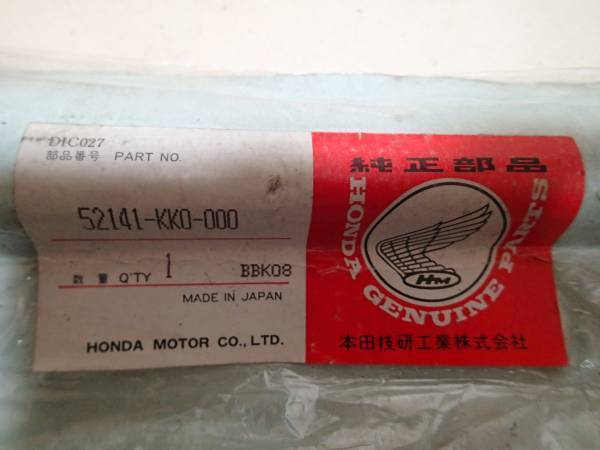 DIC027
部品番号 PART NO.
52141-KK0-000
数量 Q'TY 1 BBK08
MADE IN JAPAN
HONDA MOTOR CO., LTD.
純正部品
HONDA GENUINE PARTS
HM
本田技研工業株式会社